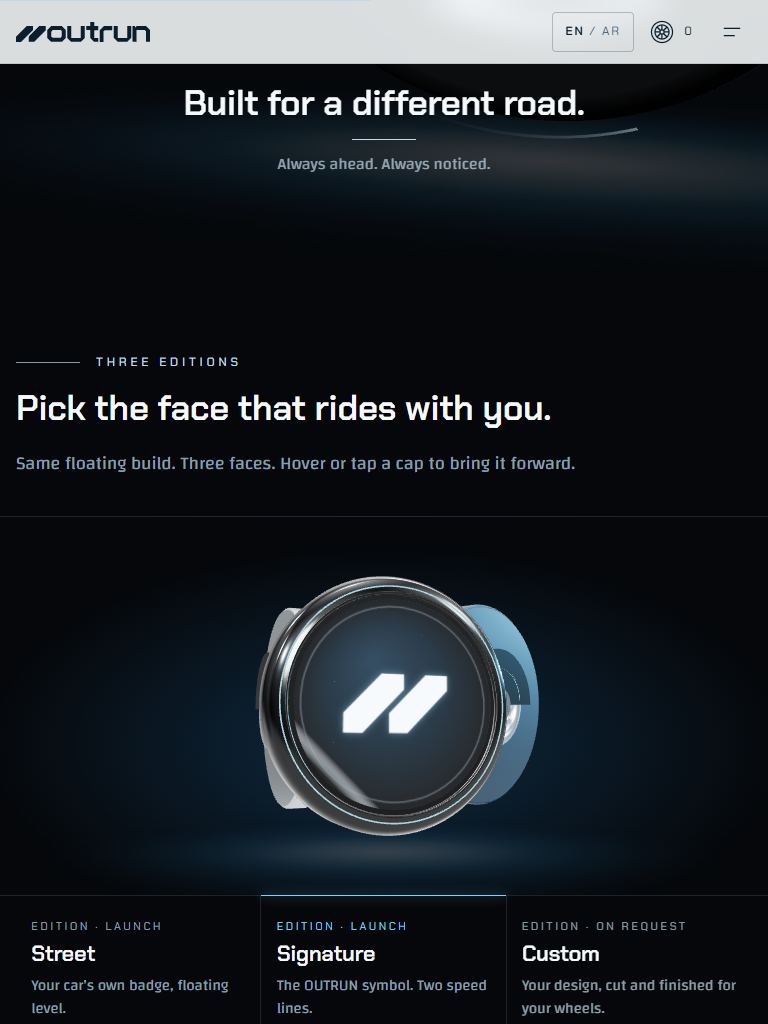 outrun
EN / AR
0
Built for a different road.
Always ahead. Always noticed.
THREE EDITIONS
Pick the face that rides with you.
Same floating build. Three faces. Hover or tap a cap to bring it forward.
EDITION · LAUNCH
Street
Your car's own badge, floating
level.
EDITION · LAUNCH
Signature
The OUTRUN symbol. Two speed
lines.
EDITION · ON REQUEST
Custom
Your design, cut and finished for
your wheels.